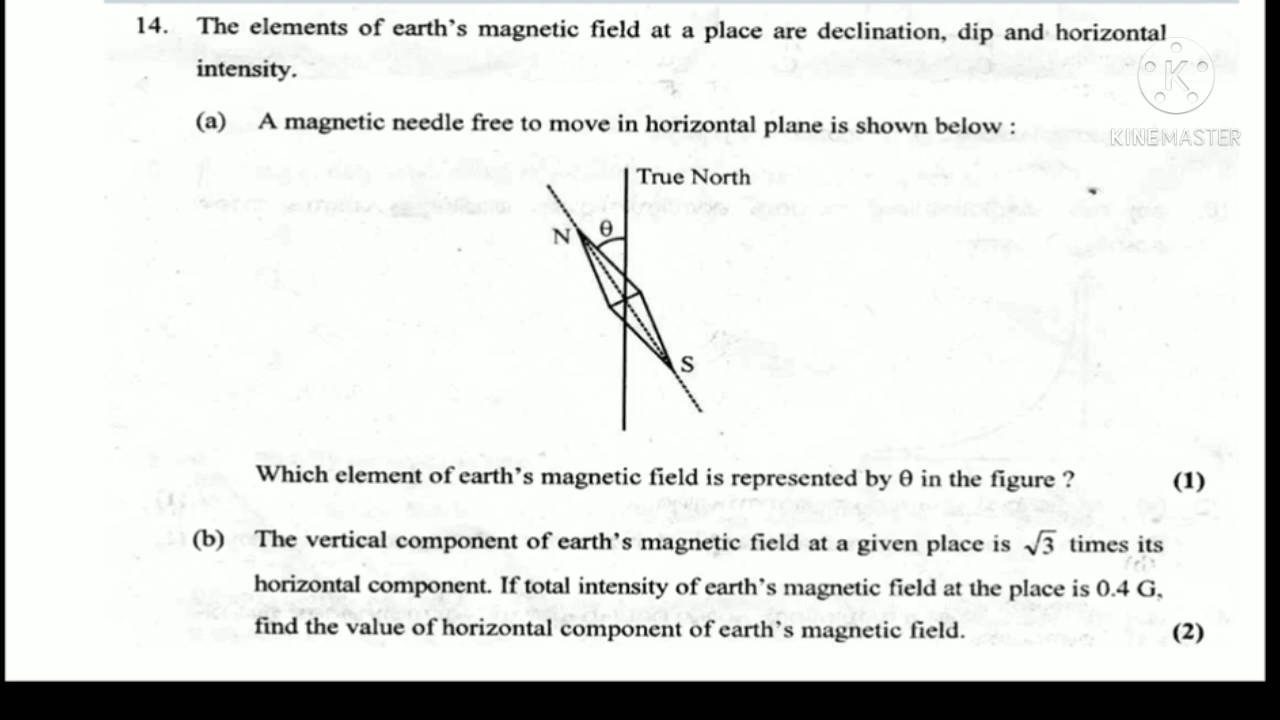 14. The elements of earth's magnetic field at a place are declination, dip and horizontal
intensity.
K
KINEMASTER
(a) A magnetic needle free to move in horizontal plane is shown below :
True North
θ
N
S
Which element of earth's magnetic field is represented by θ in the figure ? (1)
(b) The vertical component of earth's magnetic field at a given place is √3 times its
horizontal component. If total intensity of earth's magnetic field at the place is 0.4 G,
find the value of horizontal component of earth's magnetic field. (2)